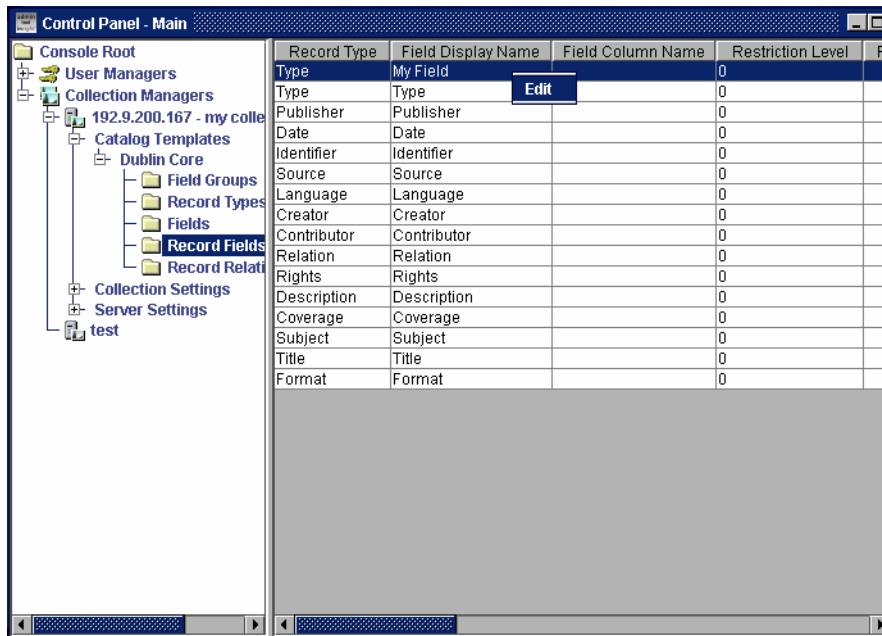 Control Panel - Main
Console Root
User Managers
Collection Managers
192.9.200.167 - my colle
Catalog Templates
Dublin Core
Field Groups
Record Types
Fields
Record Fields
Record Relati
Collection Settings
Server Settings
test
Record Type Field Display Name Field Column Name Restriction Level F
Type My Field 0
Edit
Type Type 0
Publisher Publisher 0
Date Date 0
Identifier Identifier 0
Source Source 0
Language Language 0
Creator Creator 0
Contributor Contributor 0
Relation Relation 0
Rights Rights 0
Description Description 0
Coverage Coverage 0
Subject Subject 0
Title Title 0
Format Format 0